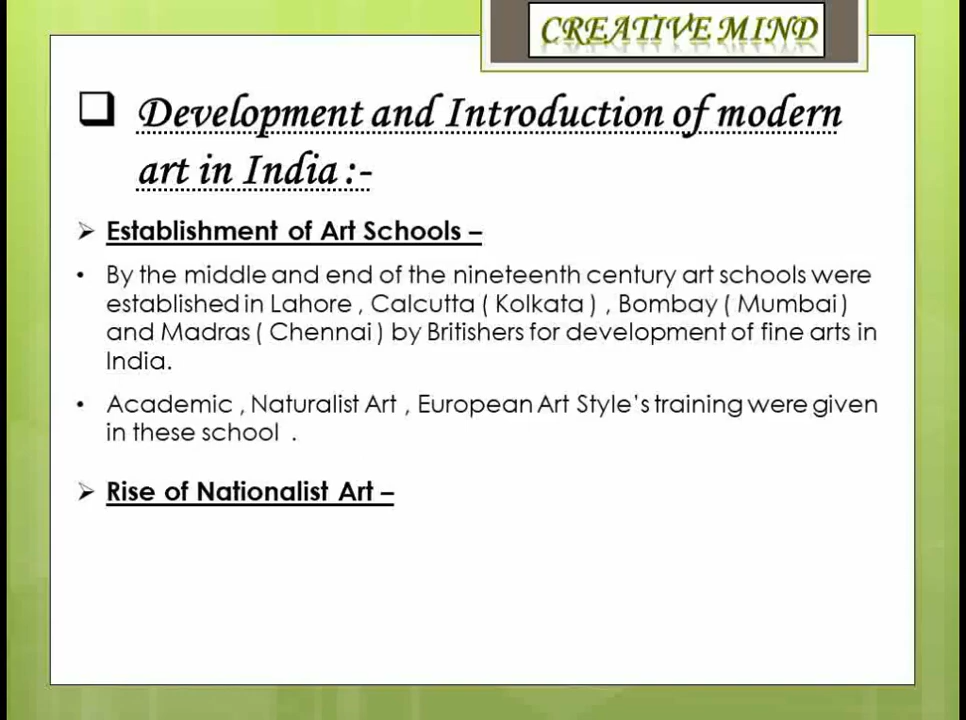 CREATIVE MIND
Development and Introduction of modern
art in India :-
Establishment of Art Schools –
• By the middle and end of the nineteenth century art schools were
established in Lahore , Calcutta ( Kolkata ) , Bombay ( Mumbai )
and Madras ( Chennai ) by Britishers for development of fine arts in
India.
• Academic , Naturalist Art , European Art Style’s training were given
in these school .
Rise of Nationalist Art –